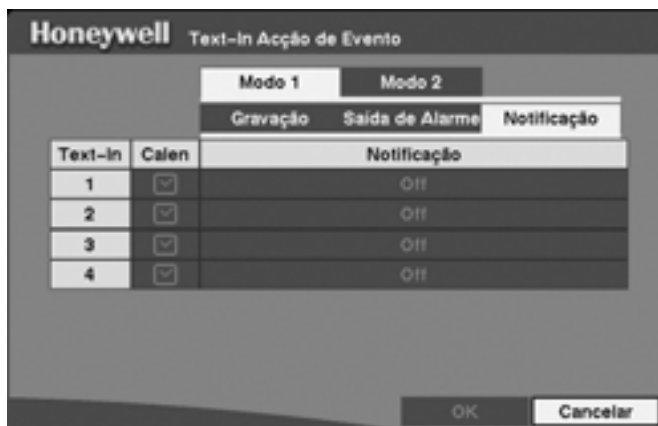 Honeywell Text-In Acção de Evento
Modo 1 Modo 2
Gravação Saída de Alarme Notificação
Text-In Calen Notificação
1 Off
2 Off
3 Off
4 Off
OK Cancelar